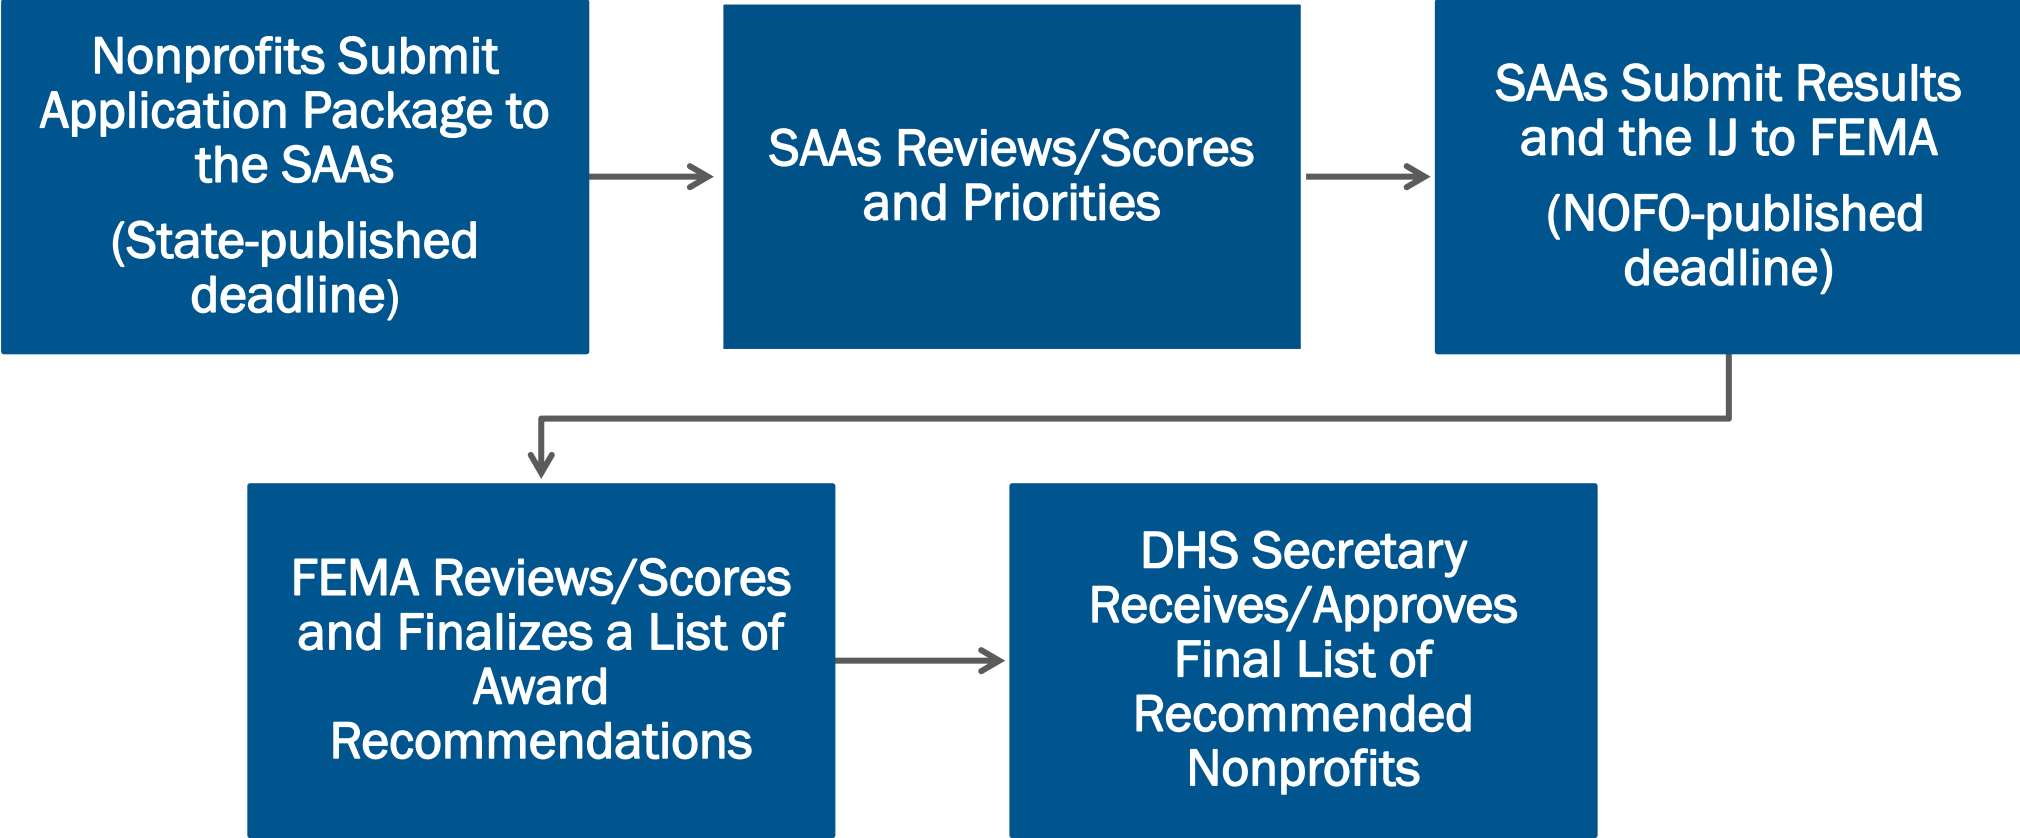 Nonprofits Submit
Application Package to
the SAAs
(State-published
deadline)
SAAs Reviews/Scores
and Priorities
SAAs Submit Results
and the IJ to FEMA
(NOFO-published
deadline)
FEMA Reviews/Scores
and Finalizes a List of
Award
Recommendations
DHS Secretary
Receives/Approves
Final List of
Recommended
Nonprofits